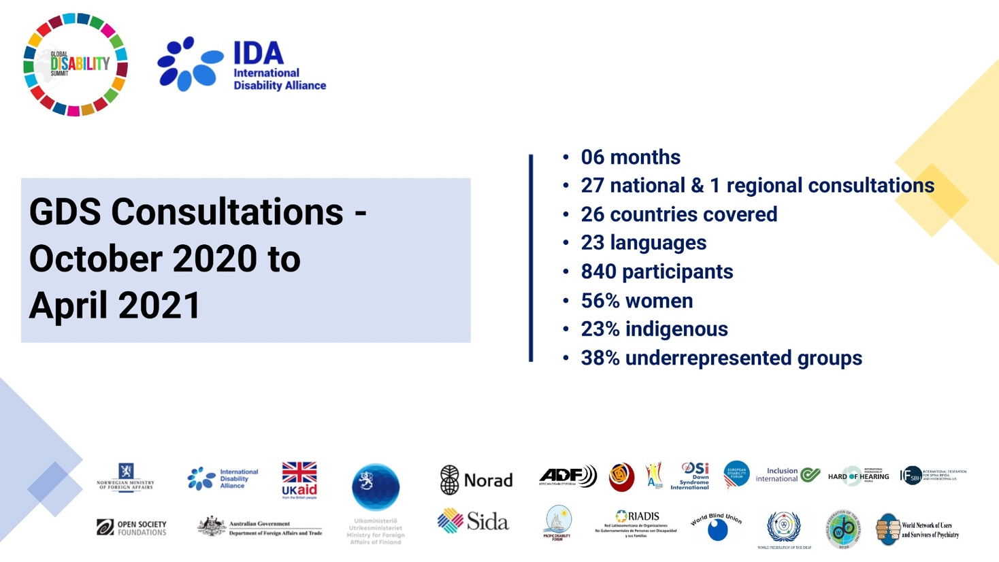 GLOBAL
DISABILITY
SUMMIT
IDA
International
Disability Alliance
GDS Consultations -
October 2020 to
April 2021
• 06 months
• 27 national & 1 regional consultations
• 26 countries covered
• 23 languages
• 840 participants
• 56% women
• 23% indigenous
• 38% underrepresented groups
NORWEGIAN MINISTRY
OF FOREIGN AFFAIRS
International
Disability
Alliance
UKaid
from the British people
Ulkoministeriö
Utrikesministeriet
Ministry for Foreign
Affairs of Finland
Norad
ADF
AFRICAN DISABILITY FORUM
DSi
Down
Syndrome
International
EUROPEAN
DISABILITY
FORUM
Inclusion
international
INTERNATIONAL
FEDERATION OF
HARD OF HEARING
PEOPLE
IF
SBH
INTERNATIONAL FEDERATION
FOR SPINA BIFIDA
AND HYDROCEPHALUS
OPEN SOCIETY
FOUNDATIONS
Australian Government
Department of Foreign Affairs and Trade
Sida
PACIFIC DISABILITY
FORUM
RIADIS
Red Latinoamericana de Organizaciones
No Gubernamentales de Personas con Discapacidad
y sus Familias
World Blind Union
WORLD FEDERATION OF THE DEAF
WORLD FEDERATION OF THE DEAFBLIND
WFDB
World Network of Users
and Survivors of Psychiatry